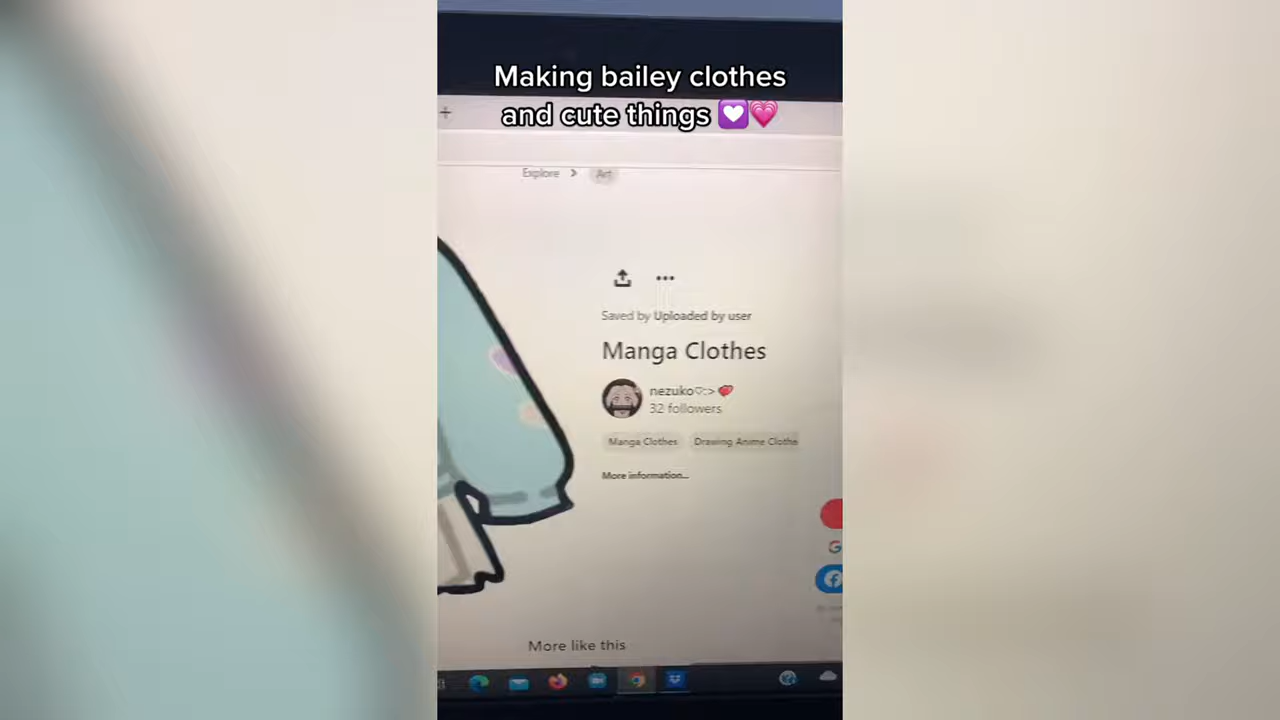 Making bailey clothes
and cute things 💟💗
Explore > Art
Saved by Uploaded by user
Manga Clothes
nezuko♡:> 💕
32 followers
Manga Clothes
Drawing Anime Clothe
More information...
More like this